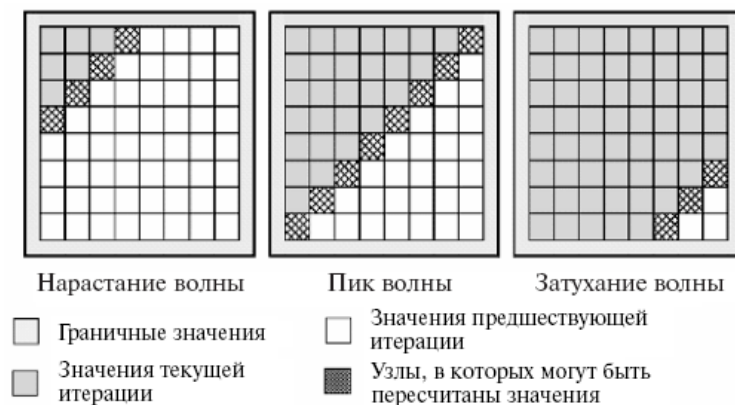 Нарастание волны
Пик волны
Затухание волны
Граничные значения
Значения предшествующей
итерации
Значения текущей
итерации
Узлы, в которых могут быть
пересчитаны значения